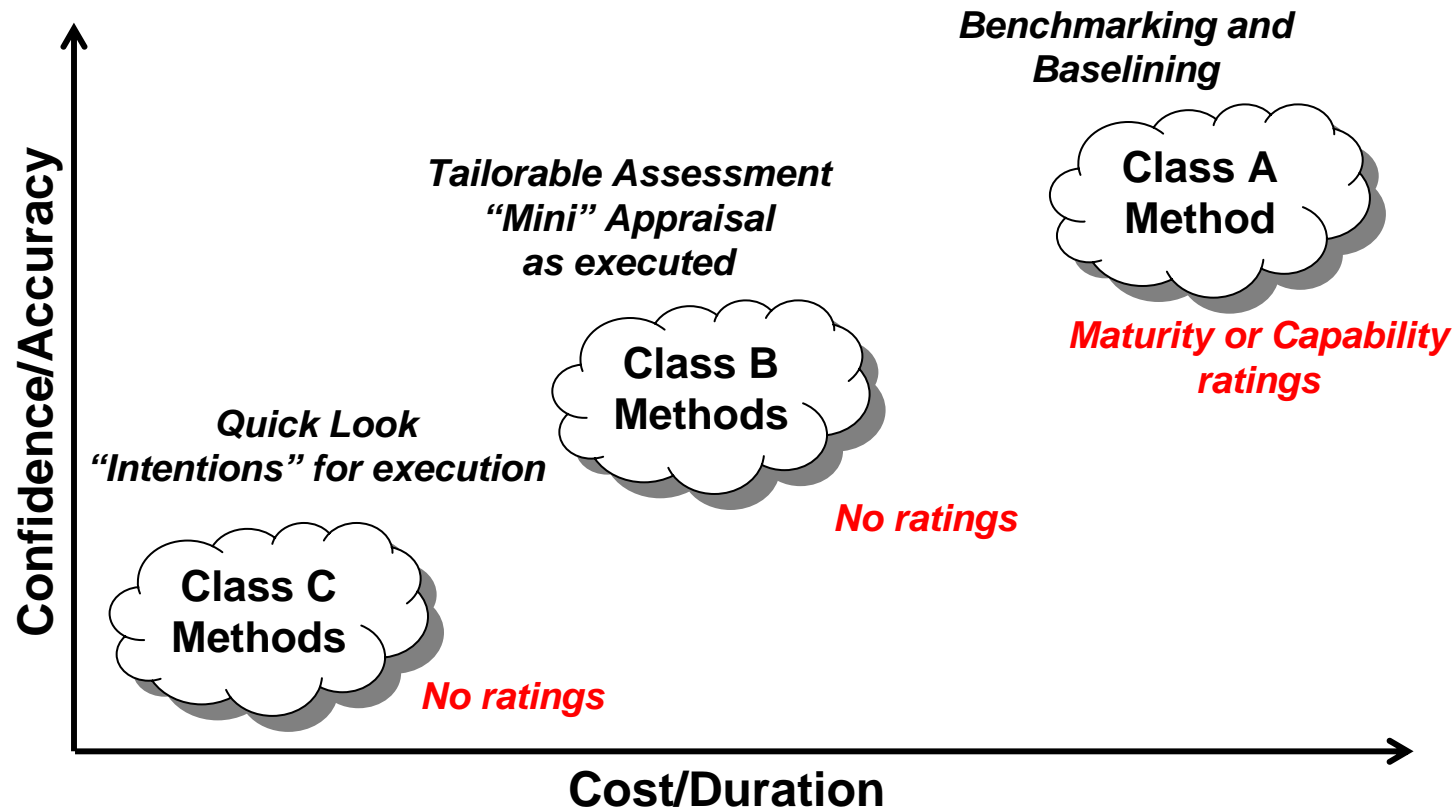 Benchmarking and
Baselining
Class A
Method
Maturity or Capability
ratings
Tailorable Assessment
“Mini” Appraisal
as executed
Class B
Methods
No ratings
Quick Look
“Intentions” for execution
Class C
Methods
No ratings
Confidence/Accuracy
Cost/Duration